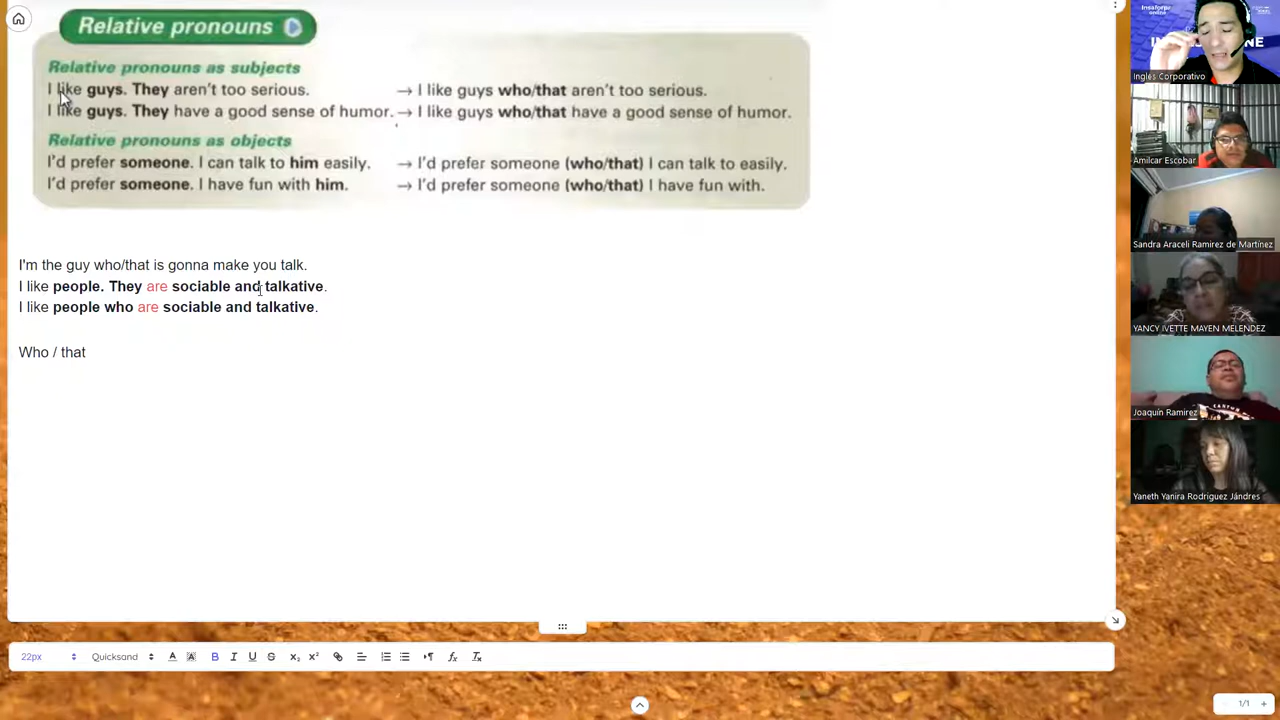 Relative pronouns
Relative pronouns as subjects
I like guys. They aren't too serious. → I like guys who/that aren't too serious.
I like guys. They have a good sense of humor. → I like guys who/that have a good sense of humor.
Relative pronouns as objects
I'd prefer someone. I can talk to him easily. → I'd prefer someone (who/that) I can talk to easily.
I'd prefer someone. I have fun with him. → I'd prefer someone (who/that) I have fun with.
I'm the guy who/that is gonna make you talk.
I like people. They are sociable and talkative.
I like people who are sociable and talkative.
Who / that
22px Quicksand
Insaforp
online
Inglés Corporativo
Amilcar Escobar
Sandra Araceli Ramirez de Martínez
YANCY IVETTE MAYEN MELENDEZ
Joaquín Ramirez
Yaneth Yanira Rodriguez Jándres
1/1